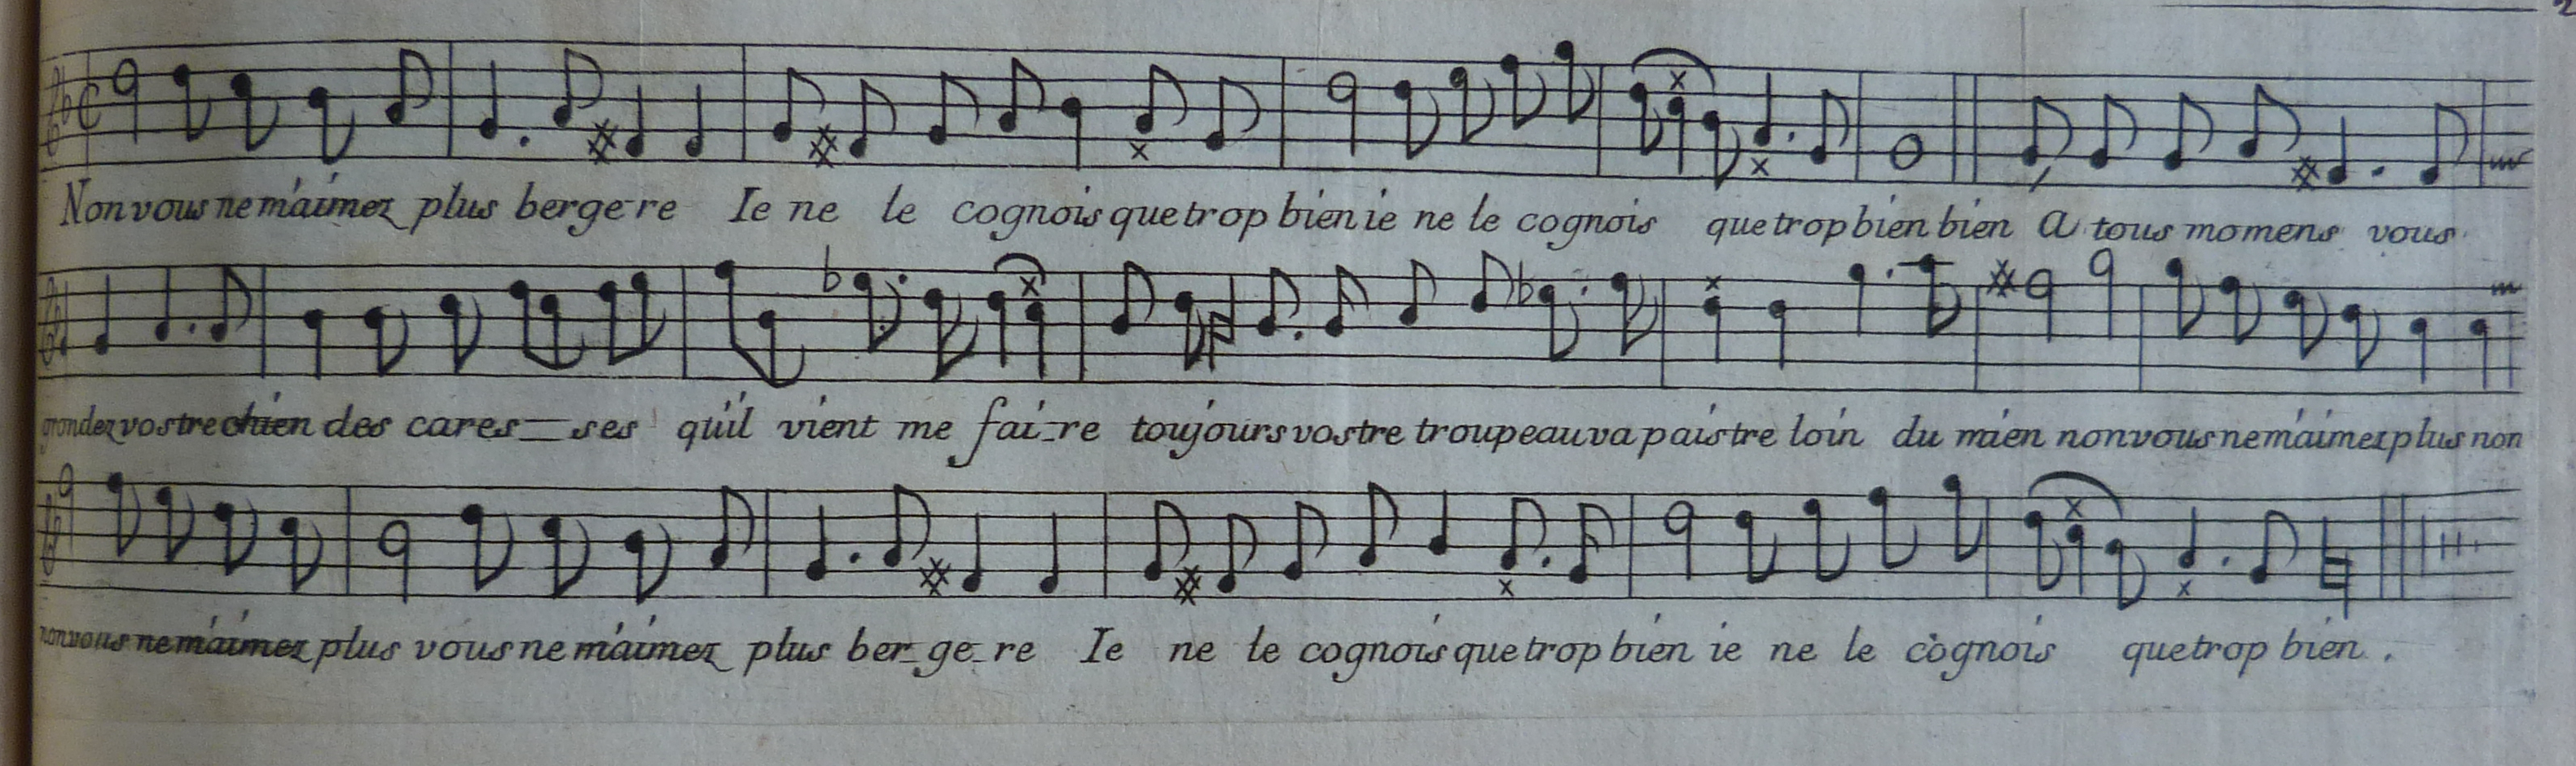 Non vous ne m'aimez plus bergere Ie ne le cognois que trop bien ie ne le cognois que trop bien bien A tous momens vous
grondez vostre chien des cares_ses qu'il vient me fai_re toujours vostre troupeau va paistre loin du mien non vous ne m'aimez plus non
non vous ne m'aimez plus vous ne m'aimez plus ber_ge_re Ie ne le cognois que trop bien ie ne le cognois que trop bien.